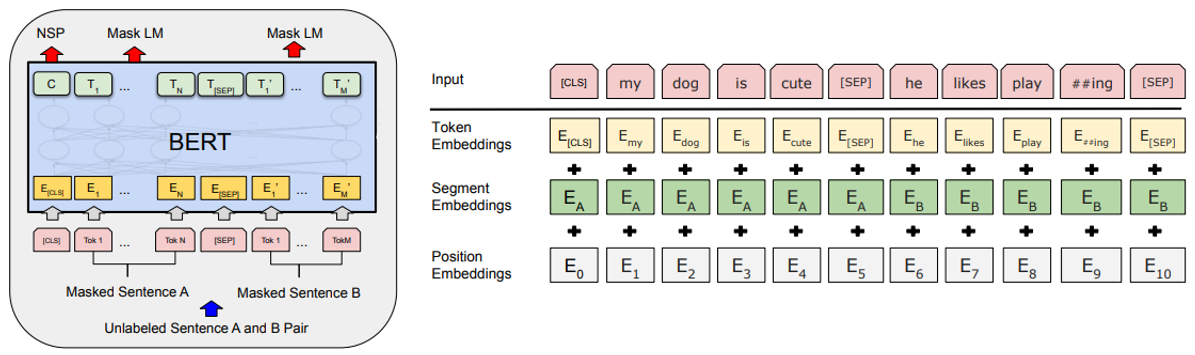 NSP Mask LM Mask LM
C T1 ... TN T[SEP] T1' ... TM'
BERT
E[CLS] E1 ... EN E[SEP] E1' ... EM'
[CLS] Tok 1 ... Tok N [SEP] Tok 1 ... TokM
Masked Sentence A Masked Sentence B
Unlabeled Sentence A and B Pair
Input [CLS] my dog is cute [SEP] he likes play ##ing [SEP]
Token
Embeddings E[CLS] Emy Edog Eis Ecute E[SEP] Ehe Elikes Eplay E##ing E[SEP]
Segment
Embeddings EA EA EA EA EA EA EB EB EB EB EB
Position
Embeddings E0 E1 E2 E3 E4 E5 E6 E7 E8 E9 E10